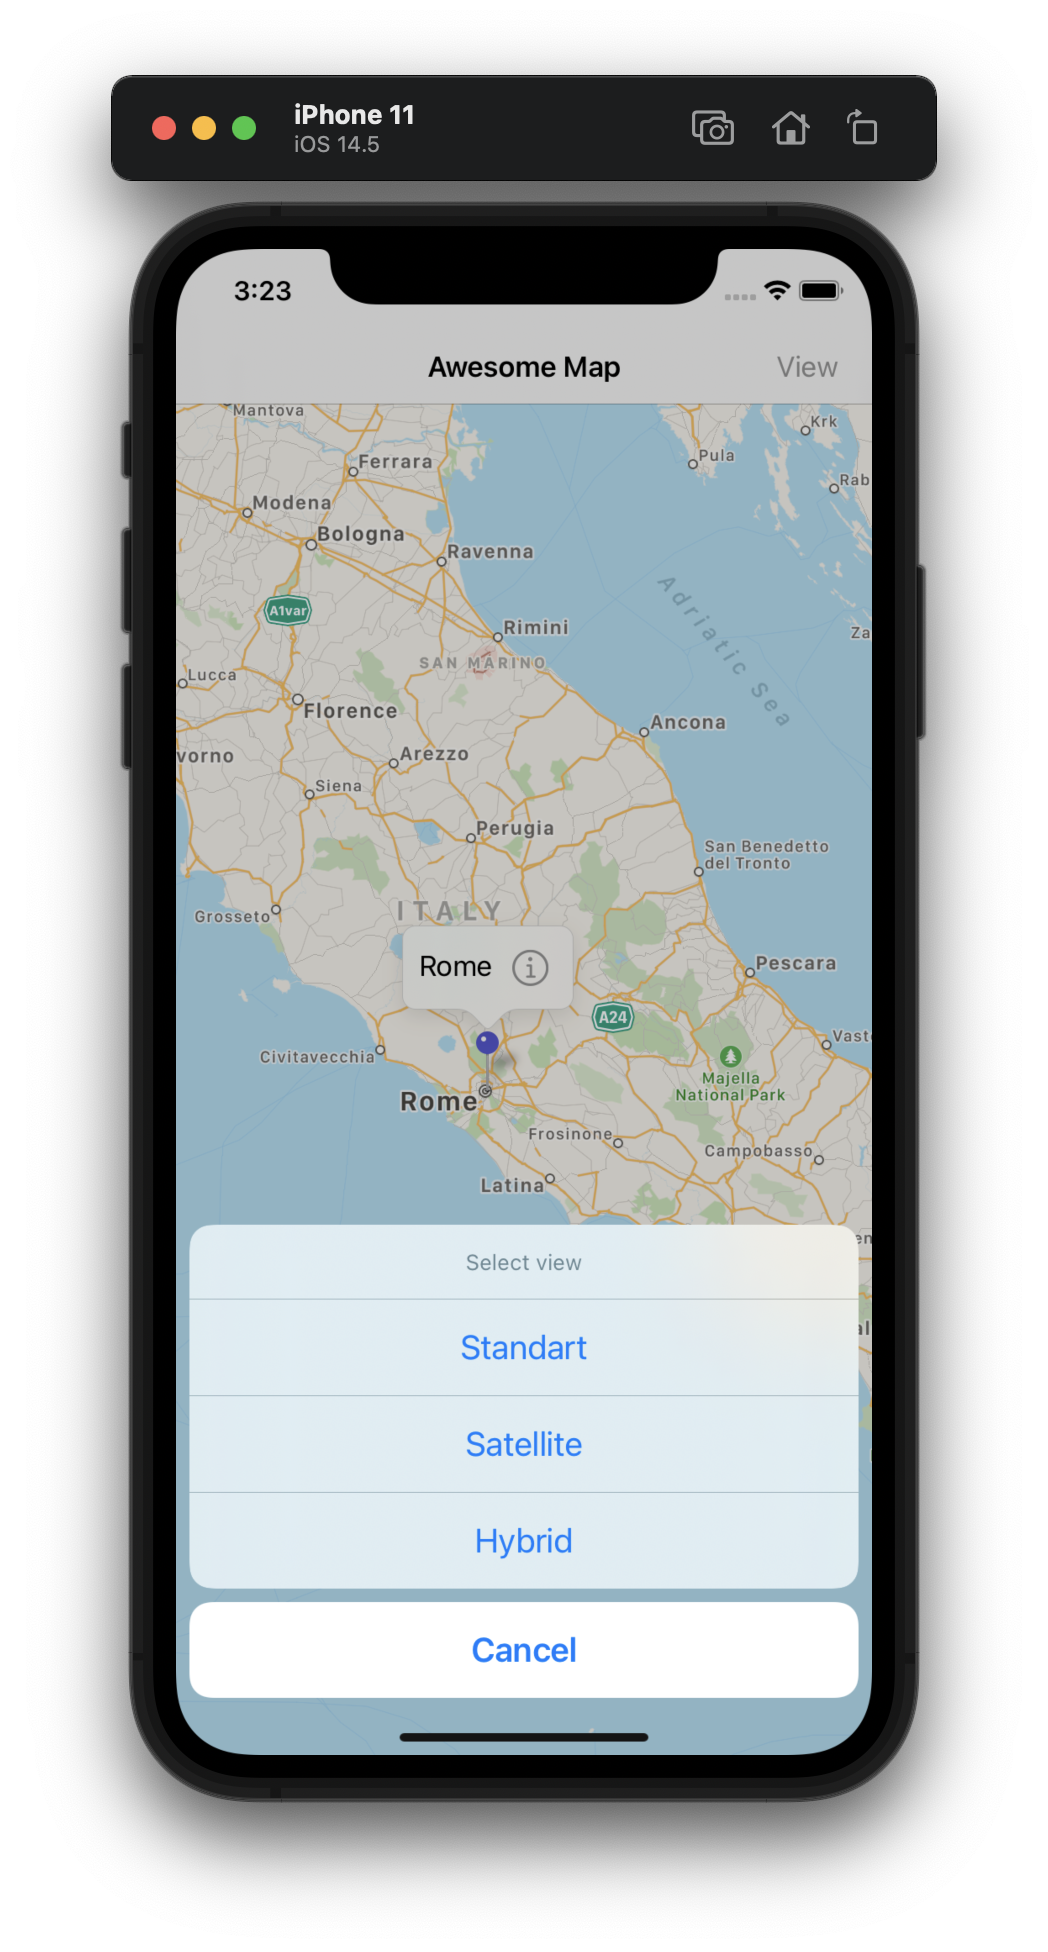 iPhone 11
iOS 14.5
3:23
Awesome Map
View
Mantova
Krk
Pula
Ferrara
Rab
Modena
Bologna
Ravenna
A1var
Adriatic Sea
Rimini
Za
SAN MARINO
Lucca
Florence
Ancona
vorno
Arezzo
Siena
Perugia
San Benedetto
del Tronto
ITALY
Grosseto
Rome
Pescara
A24
Vast
Civitavecchia
Majella
National Park
Rome
Frosinone
Campobasso
Latina
en
Select view
al
Standart
Satellite
Hybrid
Cancel